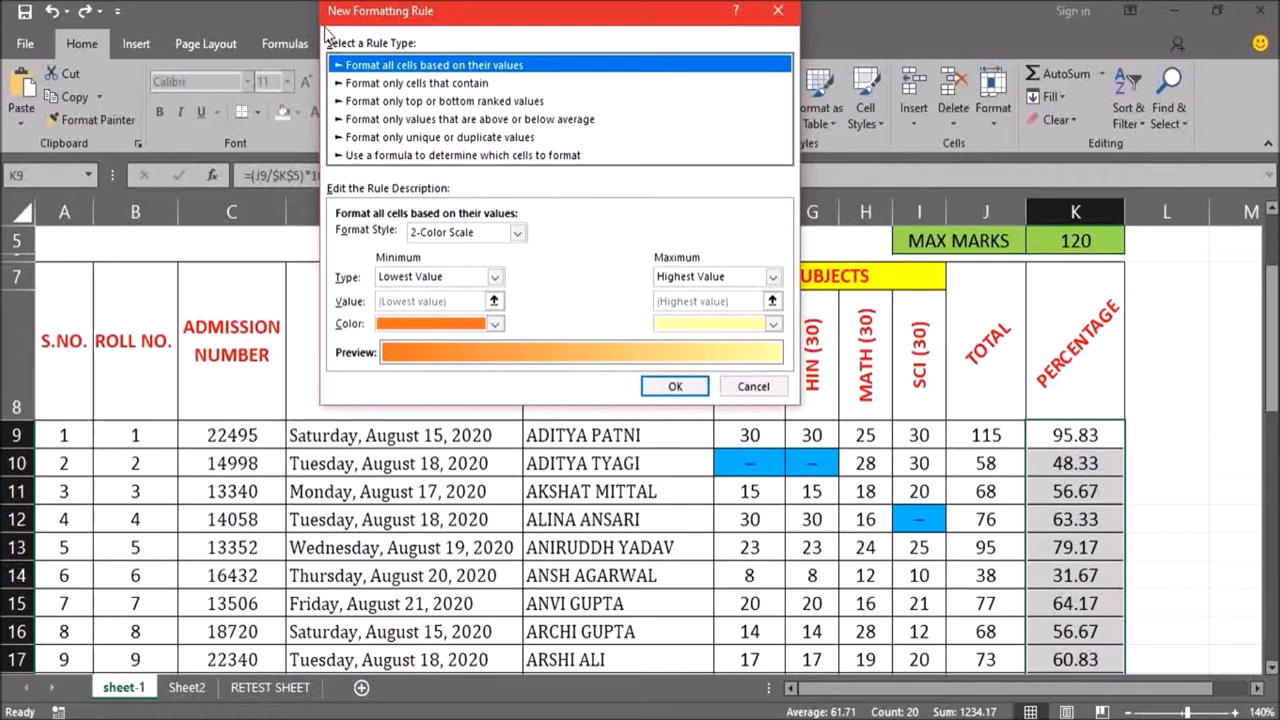 New Formatting Rule
? ×
Sign in
File Home Insert Page Layout Formulas
Select a Rule Type:
► Format all cells based on their values
► Format only cells that contain
► Format only top or bottom ranked values
► Format only values that are above or below average
► Format only unique or duplicate values
► Use a formula to determine which cells to format
Paste
Cut
Copy
Format Painter
Clipboard
Calibri 11
B I U
Font
Format as
Table
Cell
Styles
Insert Delete Format
Cells
AutoSum
Fill
Clear
Sort &
Filter
Find &
Select
Editing
K9 fx =(J9/$K$5)*1
Edit the Rule Description:
Format all cells based on their values:
Format Style: 2-Color Scale
Minimum Maximum
Type: Lowest Value Highest Value
Value: (Lowest value) (Highest value)
Color:
Preview:
OK Cancel
A B C G H I J K L M
5 MAX MARKS 120
7 UBJECTS
8 S.NO. ROLL NO. ADMISSION NUMBER HIN (30) MATH (30) SCI (30) TOTAL PERCENTAGE
9 1 1 22495 Saturday, August 15, 2020 ADITYA PATNI 30 30 25 30 115 95.83
10 2 2 14998 Tuesday, August 18, 2020 ADITYA TYAGI – – 28 30 58 48.33
11 3 3 13340 Monday, August 17, 2020 AKSHAT MITTAL 15 15 18 20 68 56.67
12 4 4 14058 Tuesday, August 18, 2020 ALINA ANSARI 30 30 16 – 76 63.33
13 5 5 13352 Wednesday, August 19, 2020 ANIRUDDH YADAV 23 23 24 25 95 79.17
14 6 6 16432 Thursday, August 20, 2020 ANSH AGARWAL 8 8 12 10 38 31.67
15 7 7 13506 Friday, August 21, 2020 ANVI GUPTA 20 20 16 21 77 64.17
16 8 8 18720 Saturday, August 15, 2020 ARCHI GUPTA 14 14 28 12 68 56.67
17 9 9 22340 Tuesday, August 18, 2020 ARSHI ALI 17 17 19 20 73 60.83
sheet-1 Sheet2 RETEST SHEET
Ready Average: 61.71 Count: 20 Sum: 1234.17 140%